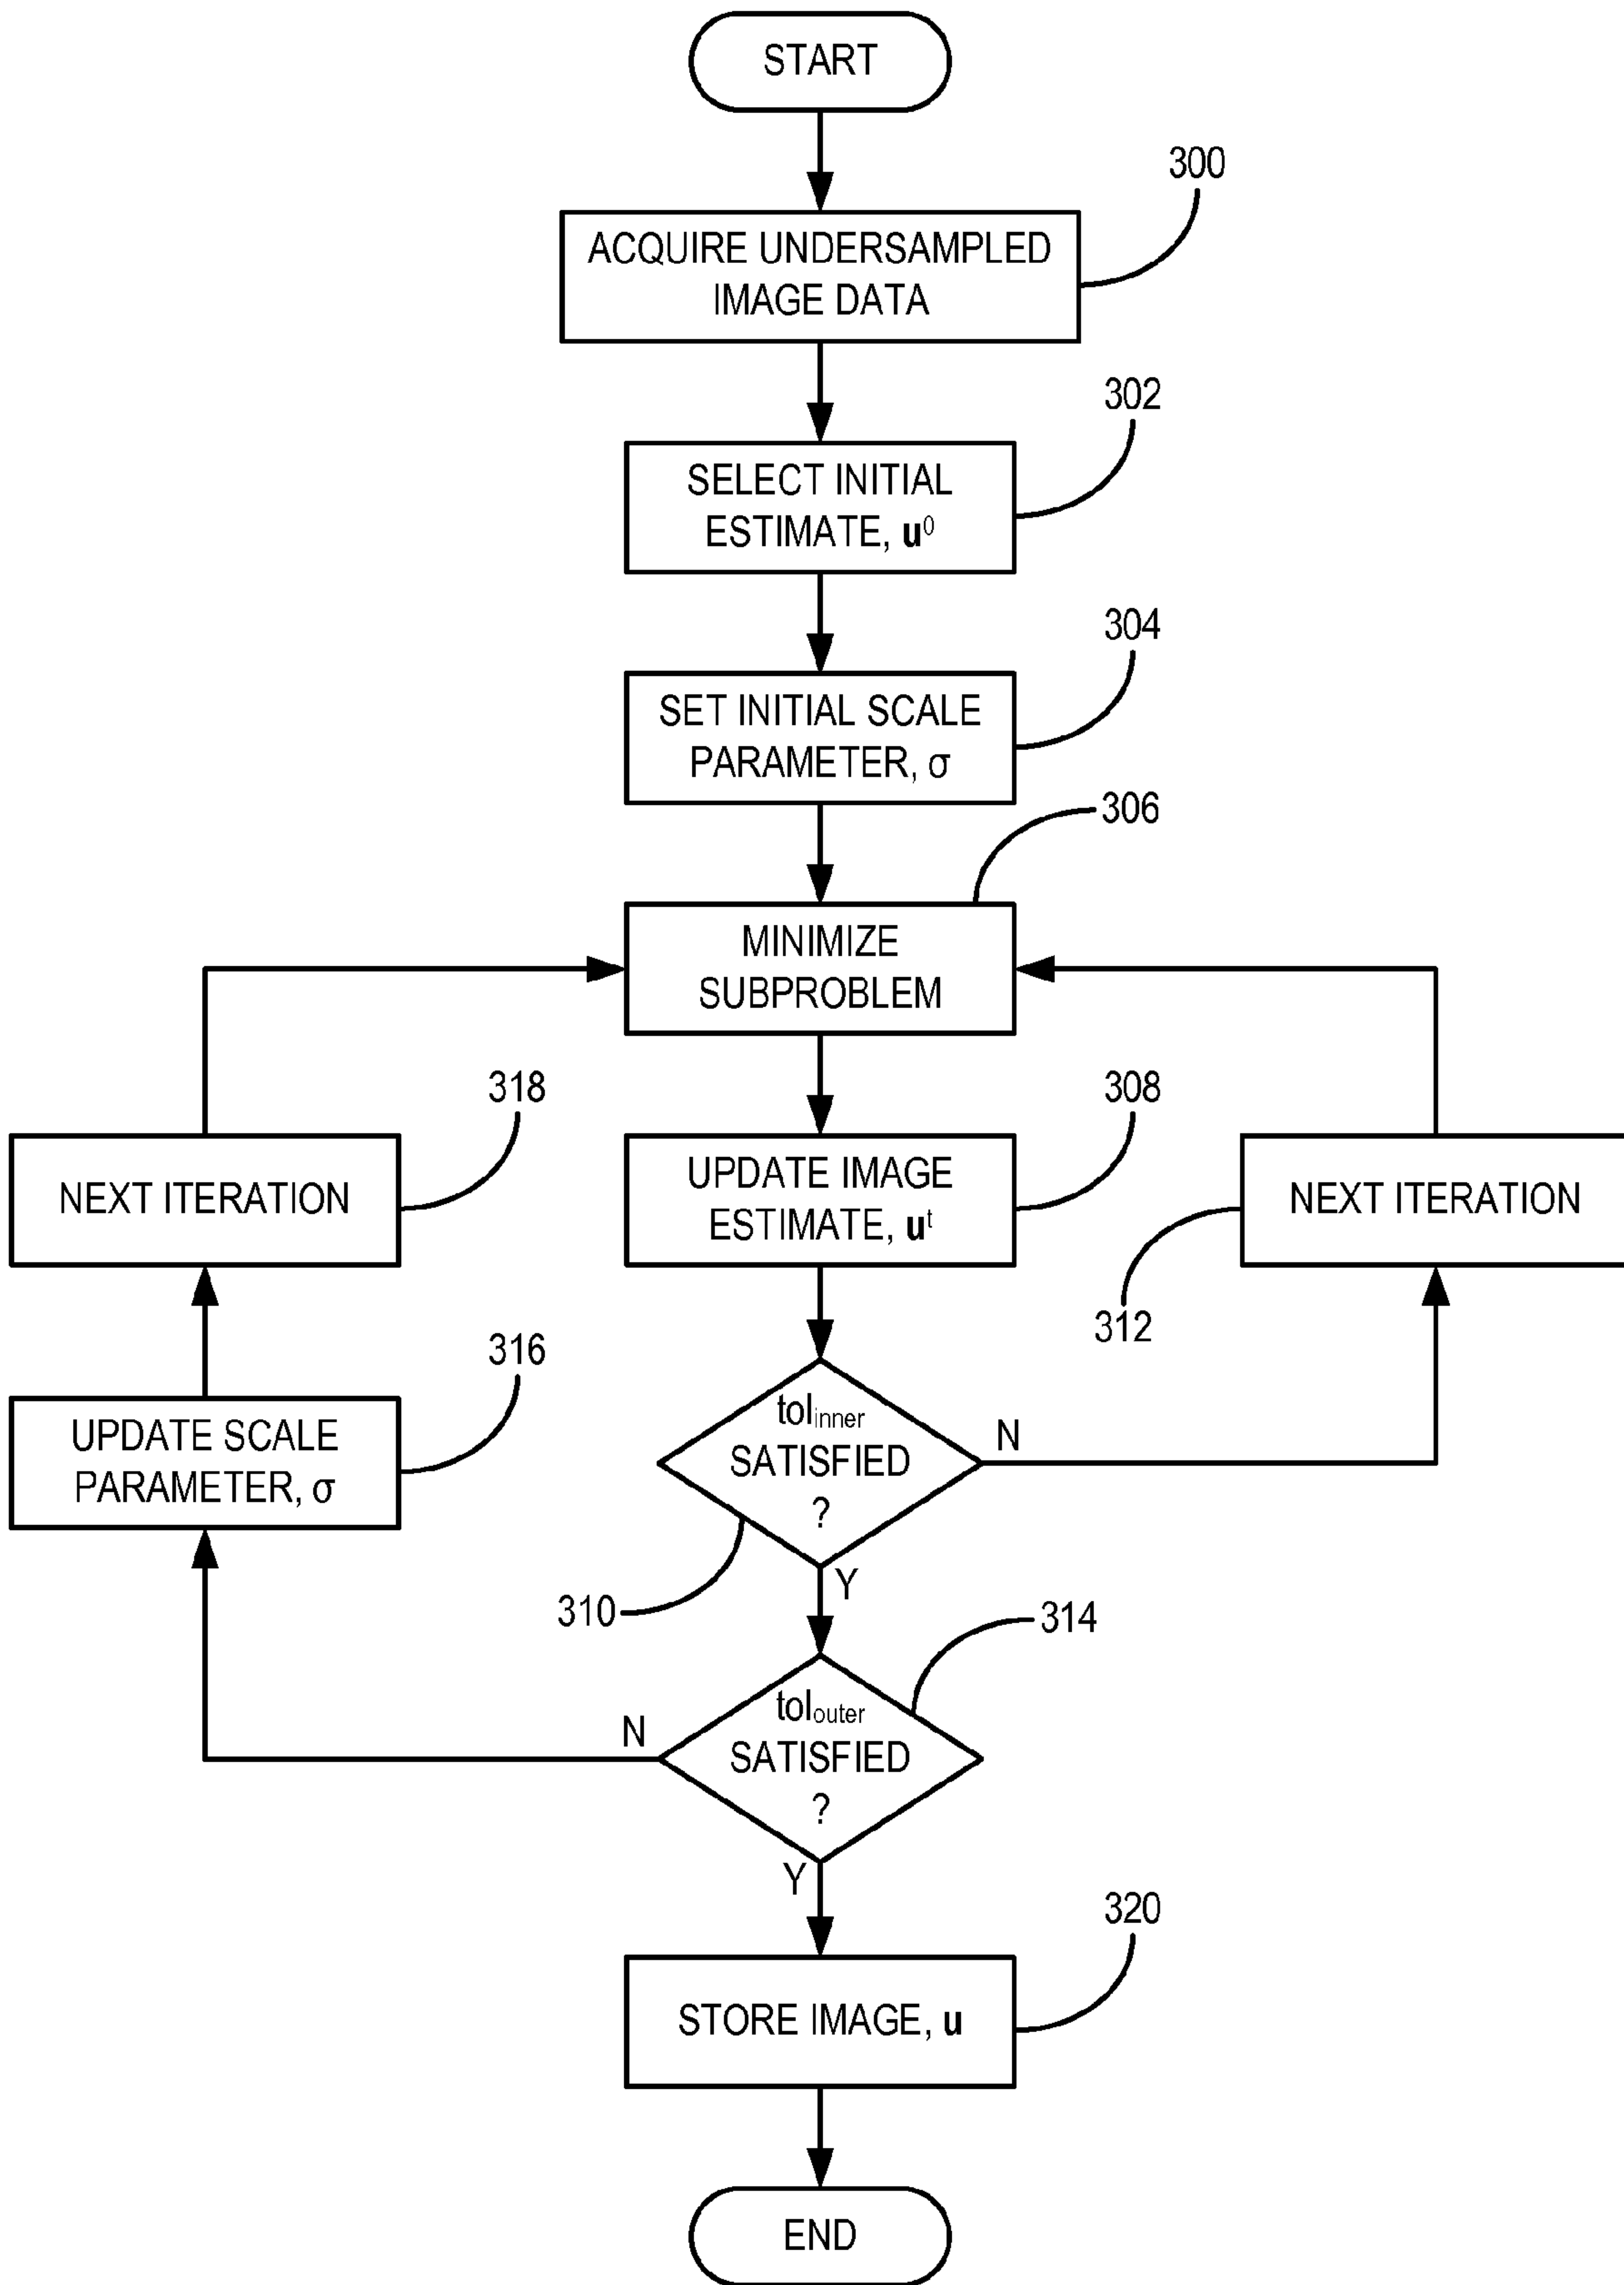 START
300
ACQUIRE UNDERSAMPLED
IMAGE DATA
302
SELECT INITIAL
ESTIMATE, u⁰
304
SET INITIAL SCALE
PARAMETER, σ
306
MINIMIZE
SUBPROBLEM
318
308
NEXT ITERATION
UPDATE IMAGE
ESTIMATE, uᵗ
NEXT ITERATION
312
316
UPDATE SCALE
PARAMETER, σ
tolinner
SATISFIED
?
N
310
Y
314
tolouter
SATISFIED
?
N
Y
320
STORE IMAGE, u
END